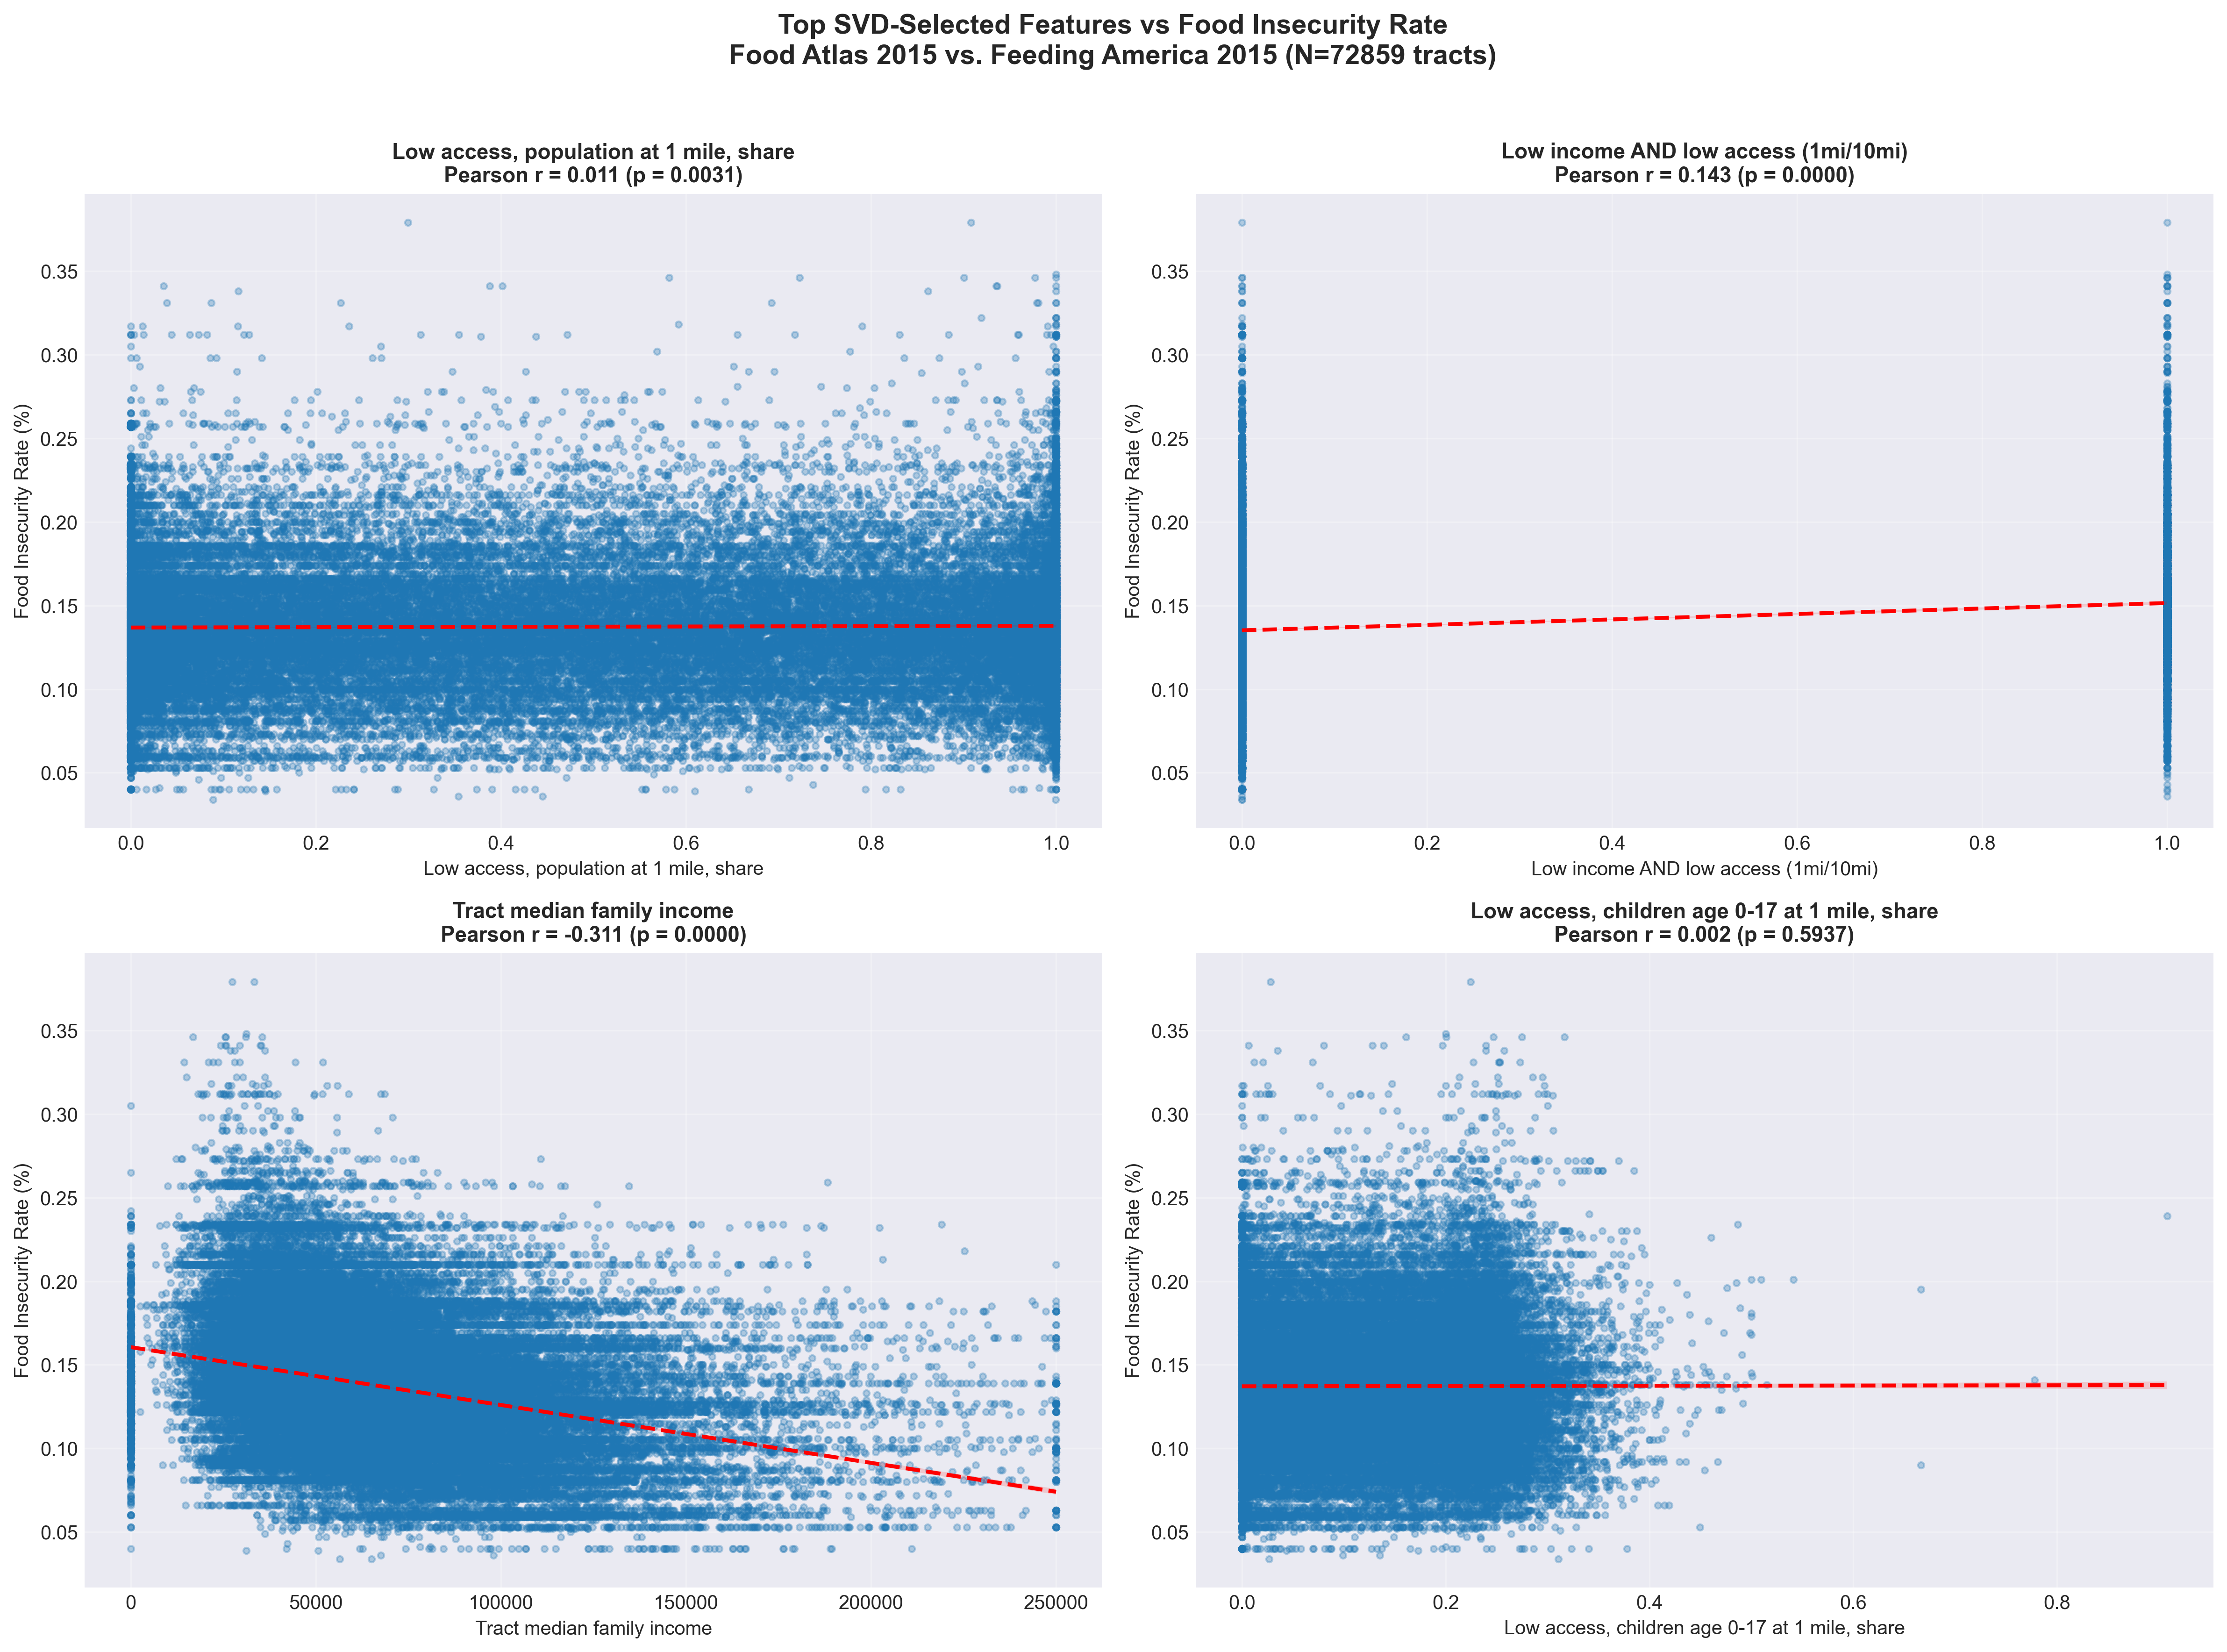 Top SVD-Selected Features vs Food Insecurity Rate
Food Atlas 2015 vs. Feeding America 2015 (N=72859 tracts)
Low access, population at 1 mile, share
Pearson r = 0.011 (p = 0.0031)
Food Insecurity Rate (%)
0.35
0.30
0.25
0.20
0.15
0.10
0.05
0.0 0.2 0.4 0.6 0.8 1.0
Low access, population at 1 mile, share
Low income AND low access (1mi/10mi)
Pearson r = 0.143 (p = 0.0000)
Food Insecurity Rate (%)
0.35
0.30
0.25
0.20
0.15
0.10
0.05
0.0 0.2 0.4 0.6 0.8 1.0
Low income AND low access (1mi/10mi)
Tract median family income
Pearson r = -0.311 (p = 0.0000)
Food Insecurity Rate (%)
0.35
0.30
0.25
0.20
0.15
0.10
0.05
0 50000 100000 150000 200000 250000
Tract median family income
Low access, children age 0-17 at 1 mile, share
Pearson r = 0.002 (p = 0.5937)
Food Insecurity Rate (%)
0.35
0.30
0.25
0.20
0.15
0.10
0.05
0.0 0.2 0.4 0.6 0.8
Low access, children age 0-17 at 1 mile, share